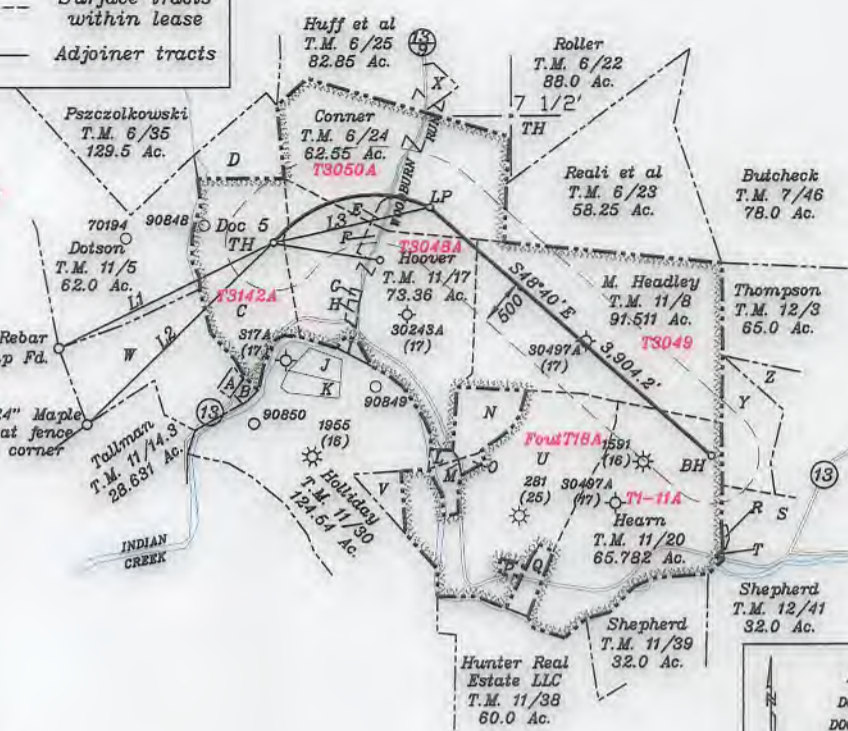 Surface tracts
within lease
Adjoiner tracts
Huff et al
T.M. 6/25
82.85 Ac.
13
9
Roller
T.M. 6/22
88.0 Ac.
X
7 1/2'
TH
Pszczolkowski
T.M. 6/35
129.5 Ac.
Conner
T.M. 6/24
62.55 Ac.
T3050A
WOODBURN
RUN
D
Reali et al
T.M. 6/23
58.25 Ac.
Butcheck
T.M. 7/46
78.0 Ac.
70194
90848
Doc 5
TH
L3
E
F
LP
Dotson
T.M. 11/5
62.0 Ac.
T3048A
Hoover
T.M. 11/17
73.36 Ac.
S48°40'E
500
3,904.2'
M. Headley
T.M. 11/8
91.511 Ac.
T3049
Thompson
T.M. 12/3
65.0 Ac.
L1
L2
T3142A
C
G
H
30243A
(17)
Rebar
p Fd.
W
317A
(17)
J
K
30497A
(17)
Z
Y
A
B
13
90849
90850
24" Maple
at fence
corner
Tallman
T.M. 11/14.3
28.631 Ac.
1955
(16)
N
FoutT18A
1591
(16)
BH
L
M
O
U
281
(25)
30497A
(17)
T1-11A
13
Holliday
T.M. 11/30
124.54 Ac.
V
Hearn
T.M. 11/20
65.782 Ac.
R
S
T
INDIAN
CREEK
P
Q
Shepherd
T.M. 12/41
32.0 Ac.
Shepherd
T.M. 11/39
32.0 Ac.
Hunter Real
Estate LLC
T.M. 11/38
60.0 Ac.
N